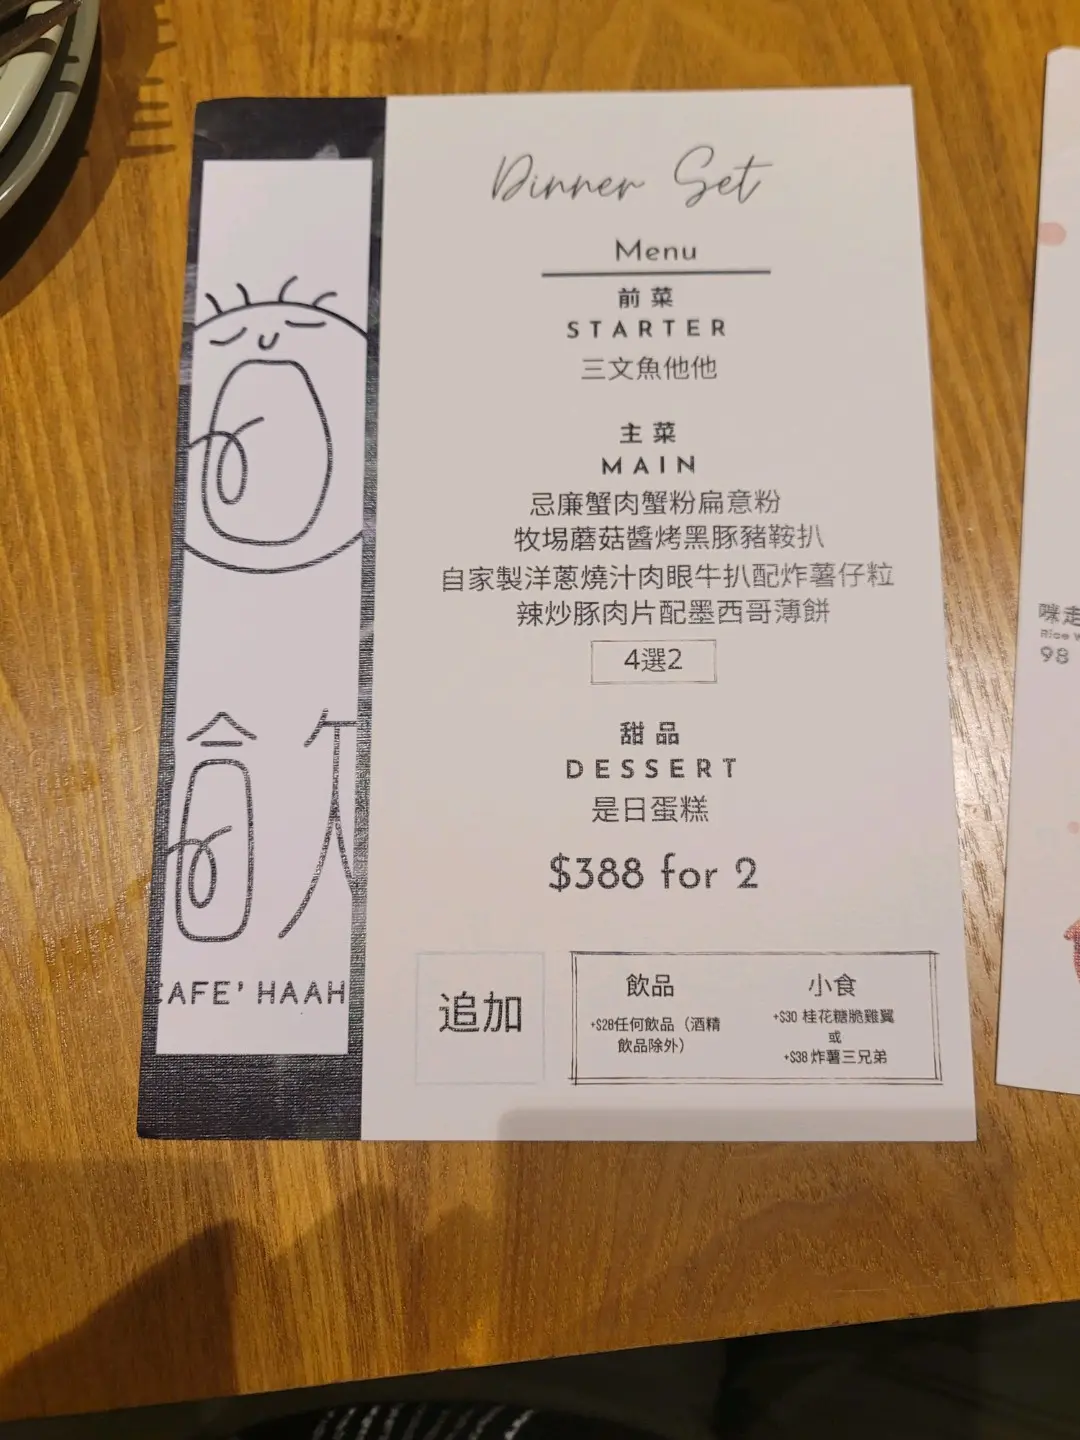 Dinner Set
Menu
前菜
STARTER
三文魚他他
主菜
MAIN
忌廉蟹肉蟹粉扁意粉
牧場蘑菇醬烤黑豚豬鞍扒
自家製洋蔥燒汁肉眼牛扒配炸薯仔粒
辣炒豚肉片配墨西哥薄餅
4選2
甜品
DESSERT
是日蛋糕
$388 for 2
追加
飲品
+$28任何飲品（酒精
飲品除外）
小食
+$30 桂花糖脆雞翼
或
+$38 炸薯三兄弟
CAFE' HAAH
咪走
Rice
98